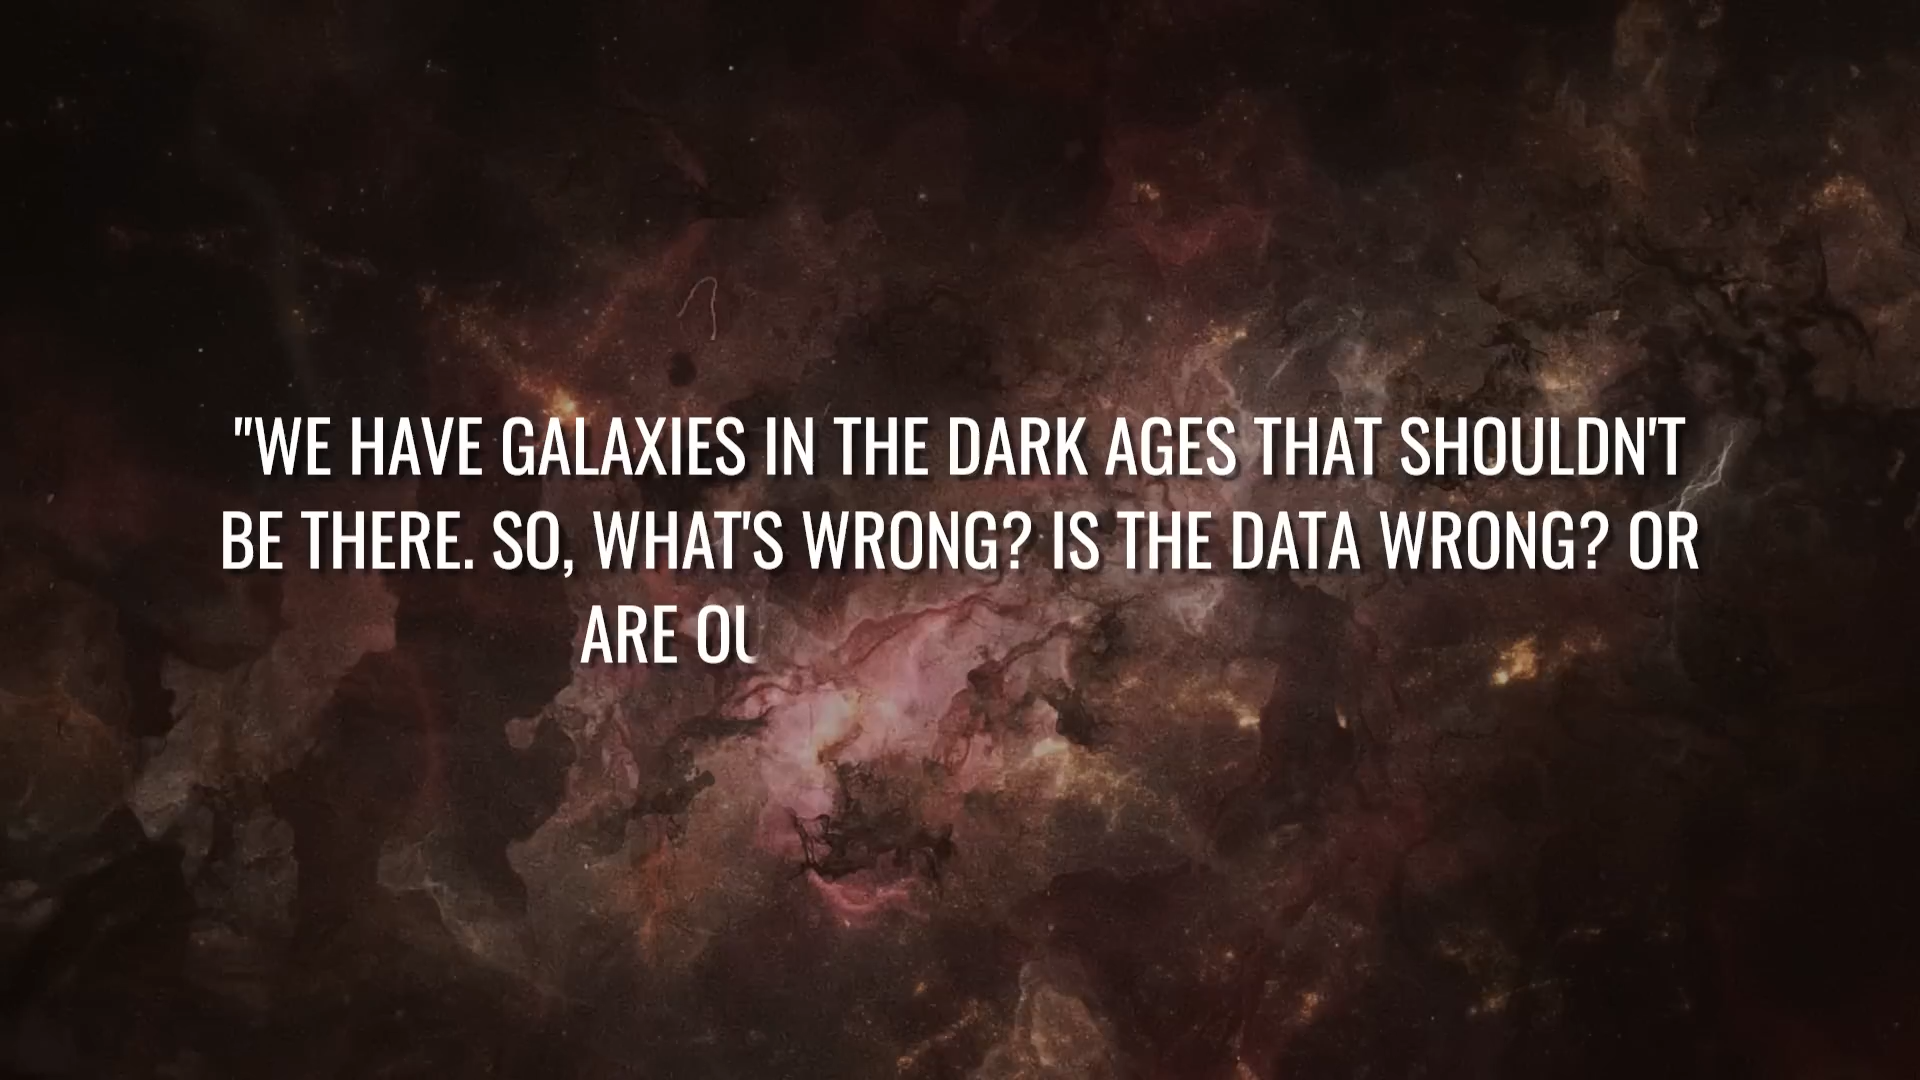 "WE HAVE GALAXIES IN THE DARK AGES THAT SHOULDN'T
BE THERE. SO, WHAT'S WRONG? IS THE DATA WRONG? OR
ARE